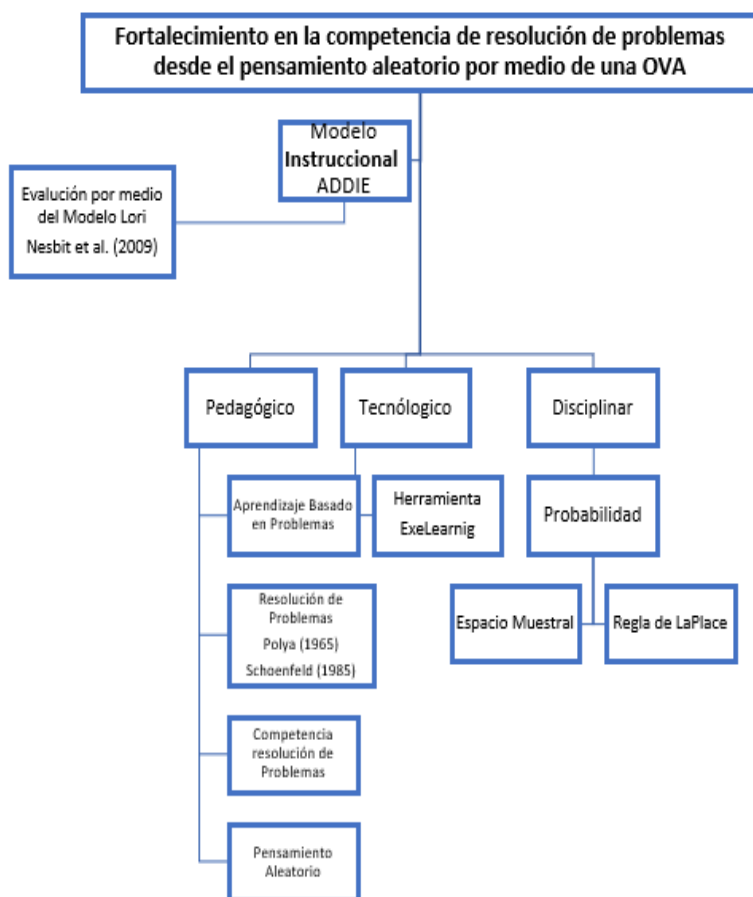 Fortalecimiento en la competencia de resolución de problemas
desde el pensamiento aleatorio por medio de una OVA
Modelo
Instruccional
ADDIE
Evalución por medio
del Modelo Lori
Nesbit et al. (2009)
Pedagógico
Tecnólogico
Disciplinar
Aprendizaje Basado
en Problemas
Herramienta
ExeLearnig
Probabilidad
Resolución de
Problemas
Polya (1965)
Schoenfeld (1985)
Espacio Muestral
Regla de LaPlace
Competencia
resolución de
Problemas
Pensamiento
Aleatorio